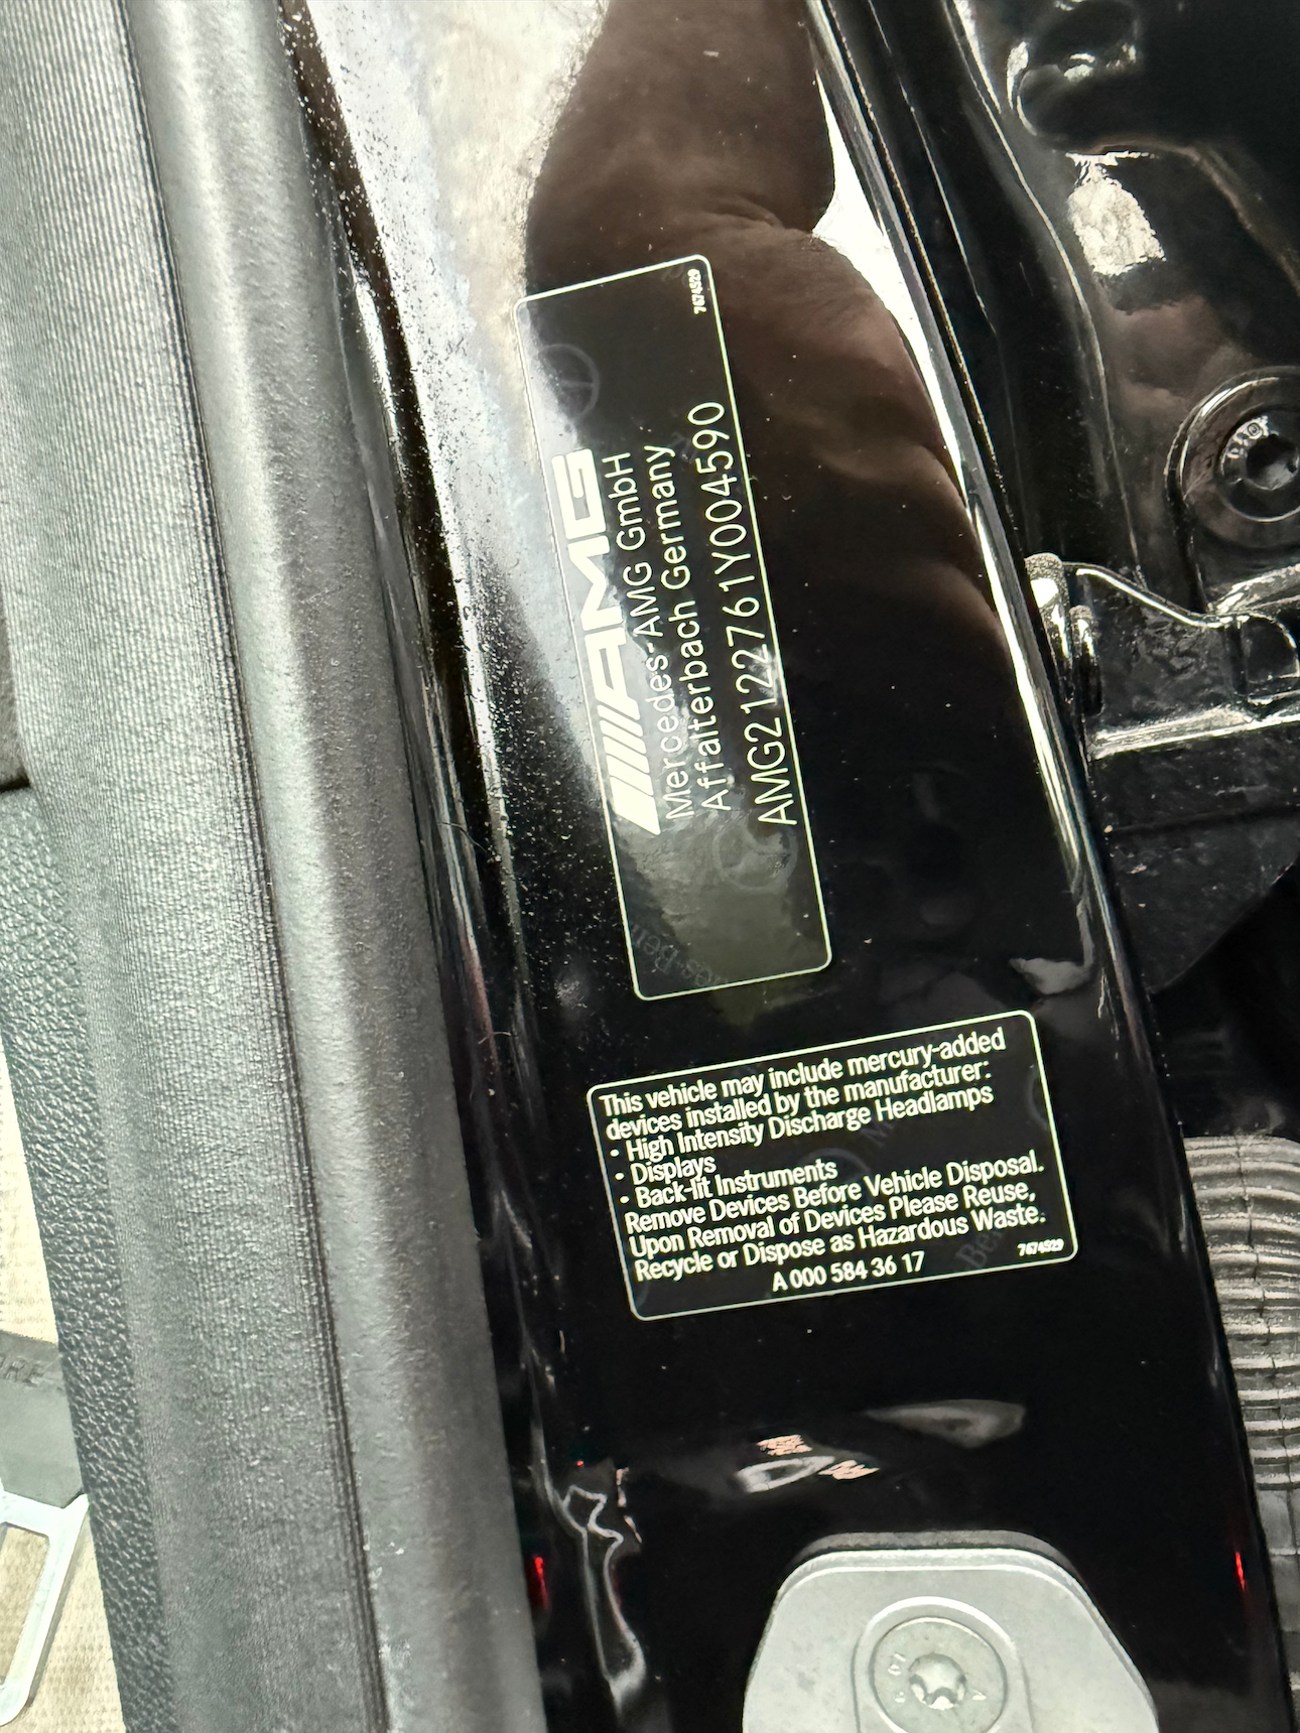 7674529
AMG
Mercedes-AMG GmbH
Affalterbach Germany
AMG2122761Y004590
This vehicle may include mercury-added
devices installed by the manufacturer:
• High Intensity Discharge Headlamps
• Displays
• Back-lit Instruments
Remove Devices Before Vehicle Disposal.
Upon Removal of Devices Please Reuse,
Recycle or Dispose as Hazardous Waste.
7674529
A 000 584 36 17